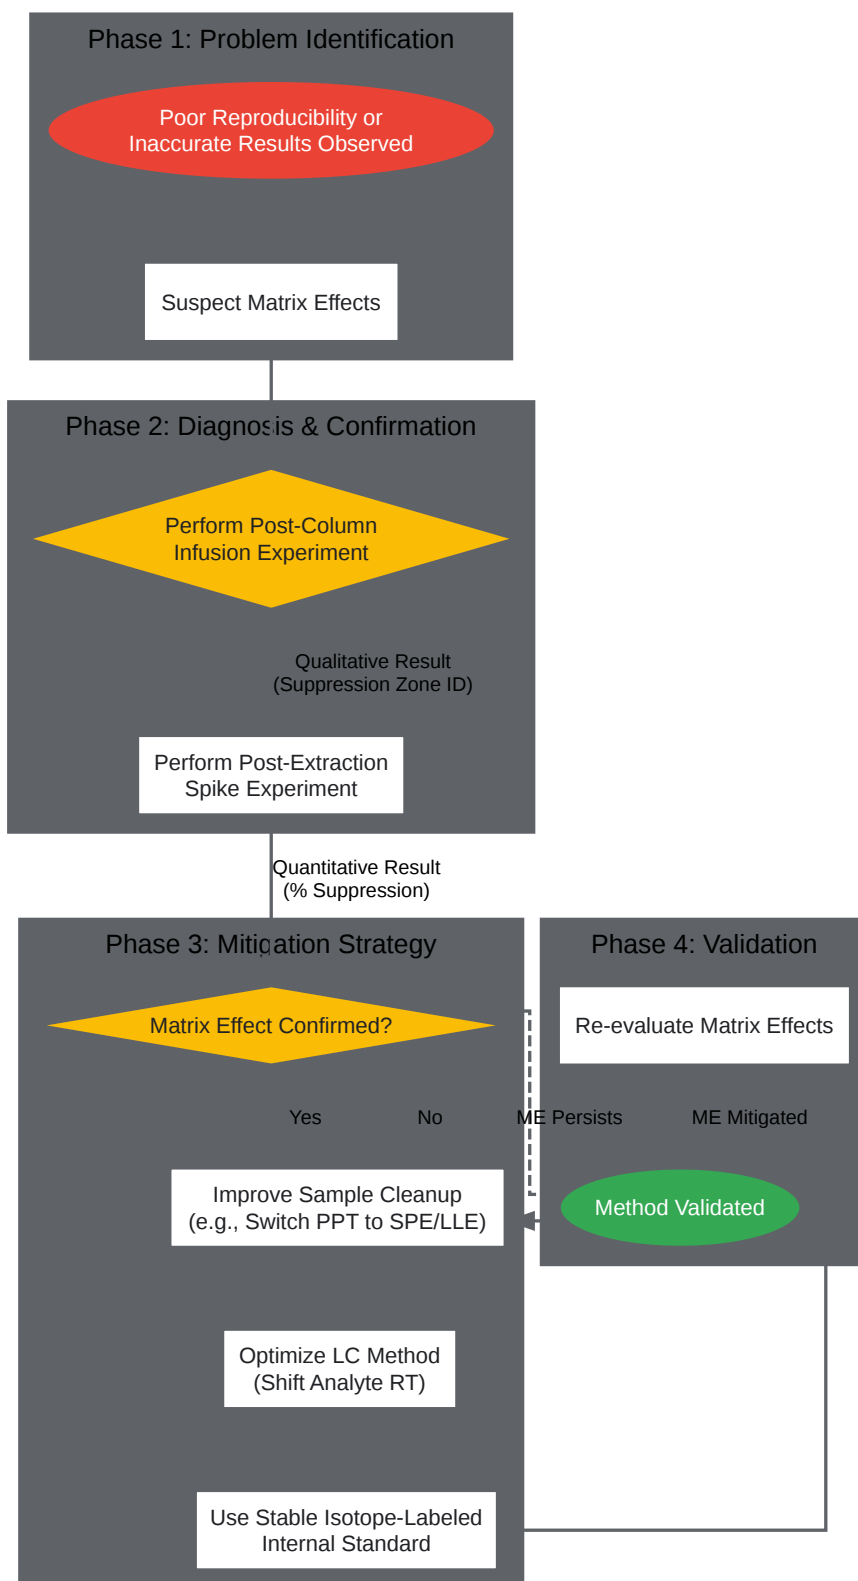 Phase 1: Problem Identification
Poor Reproducibility or
Inaccurate Results Observed
Suspect Matrix Effects
Phase 2: Diagnosis & Confirmation
Perform Post-Column
Infusion Experiment
Qualitative Result
(Suppression Zone ID)
Perform Post-Extraction
Spike Experiment
Quantitative Result
(% Suppression)
Phase 3: Mitigation Strategy
Matrix Effect Confirmed?
Yes
No
Improve Sample Cleanup
(e.g., Switch PPT to SPE/LLE)
Optimize LC Method
(Shift Analyte RT)
Use Stable Isotope-Labeled
Internal Standard
Phase 4: Validation
Re-evaluate Matrix Effects
ME Persists
ME Mitigated
Method Validated